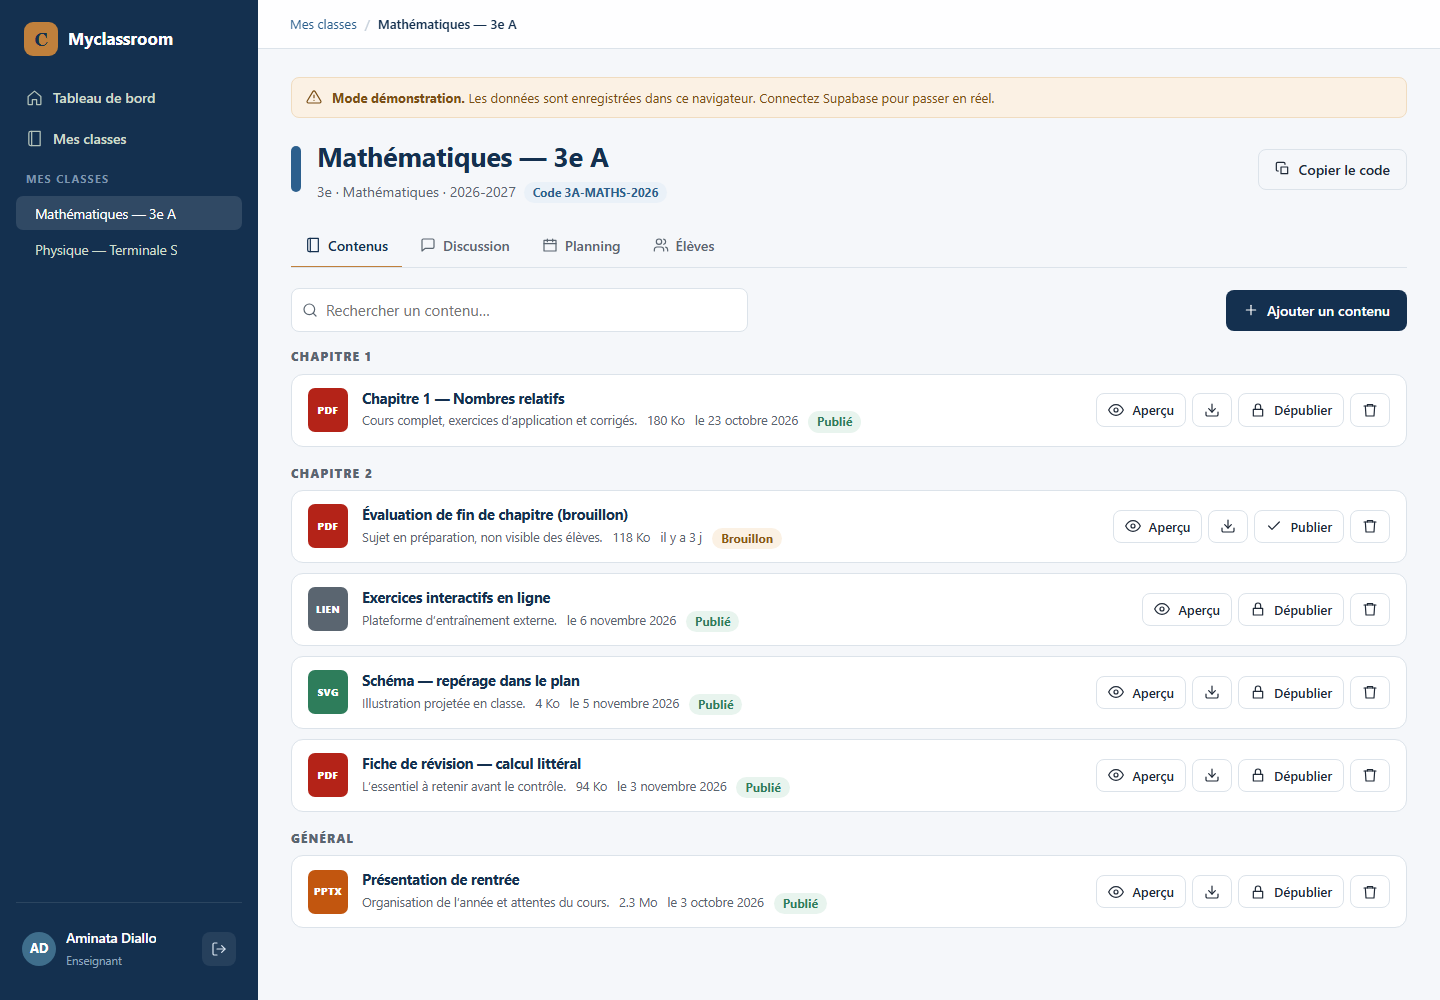 C Myclassroom
Tableau de bord
Mes classes
MES CLASSES
Mathématiques — 3e A
Physique — Terminale S
AD Aminata Diallo
Enseignant
Mes classes / Mathématiques — 3e A
Mode démonstration. Les données sont enregistrées dans ce navigateur. Connectez Supabase pour passer en réel.
Mathématiques — 3e A
3e · Mathématiques · 2026-2027 Code 3A-MATHS-2026
Copier le code
Contenus Discussion Planning Élèves
Rechercher un contenu...
Ajouter un contenu
CHAPITRE 1
PDF Chapitre 1 — Nombres relatifs
Cours complet, exercices d'application et corrigés. 180 Ko le 23 octobre 2026 Publié
Aperçu Dépublier
CHAPITRE 2
PDF Évaluation de fin de chapitre (brouillon)
Sujet en préparation, non visible des élèves. 118 Ko il y a 3 j Brouillon
Aperçu Publier
LIEN Exercices interactifs en ligne
Plateforme d'entraînement externe. le 6 novembre 2026 Publié
Aperçu Dépublier
SVG Schéma — repérage dans le plan
Illustration projetée en classe. 4 Ko le 5 novembre 2026 Publié
Aperçu Dépublier
PDF Fiche de révision — calcul littéral
L'essentiel à retenir avant le contrôle. 94 Ko le 3 novembre 2026 Publié
Aperçu Dépublier
GÉNÉRAL
PPTX Présentation de rentrée
Organisation de l'année et attentes du cours. 2.3 Mo le 3 octobre 2026 Publié
Aperçu Dépublier